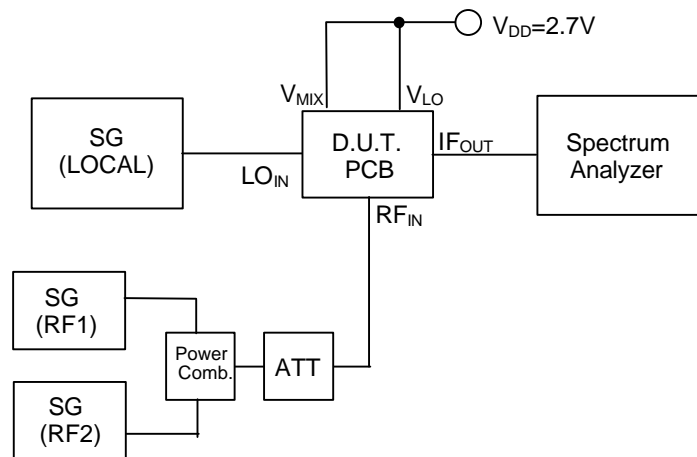 V_DD=2.7V
V_MIX
V_LO
SG
(LOCAL)
LO_IN
D.U.T.
PCB
IF_OUT
Spectrum
Analyzer
RF_IN
SG
(RF1)
Power
Comb.
ATT
SG
(RF2)